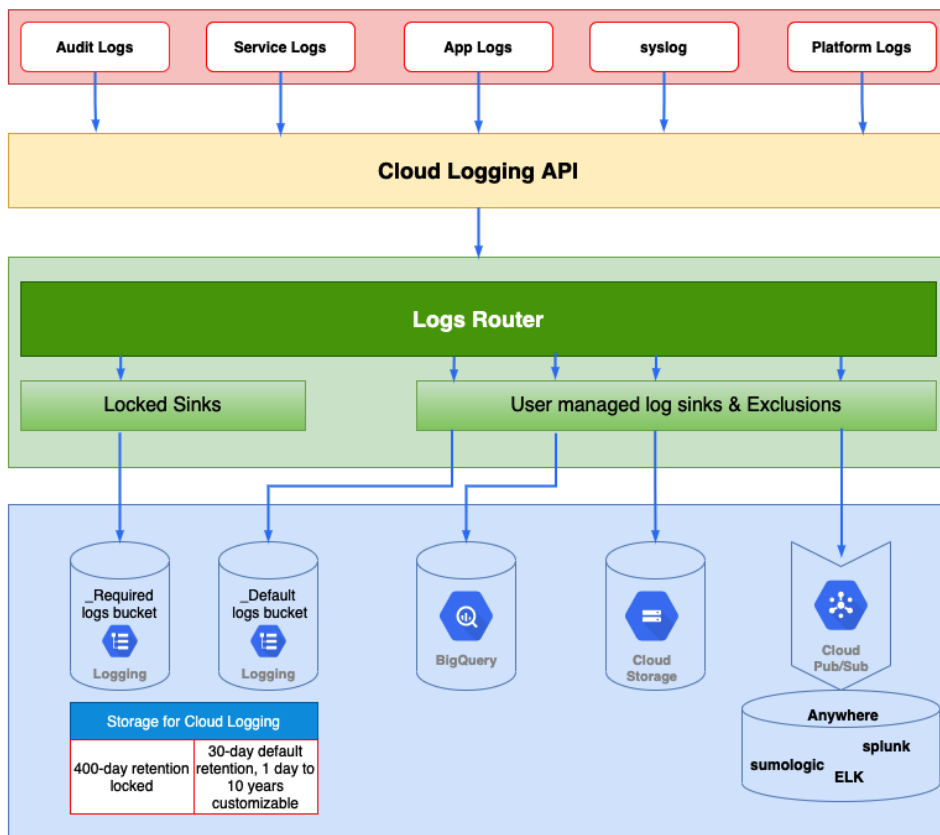 Audit Logs
Service Logs
App Logs
syslog
Platform Logs
Cloud Logging API
Logs Router
Locked Sinks
User managed log sinks & Exclusions
_Required
logs bucket
Logging
_Default
logs bucket
Logging
BigQuery
Cloud
Storage
Cloud
Pub/Sub
Storage for Cloud Logging
400-day retention
locked
30-day default
retention, 1 day to
10 years
customizable
Anywhere
splunk
sumologic
ELK